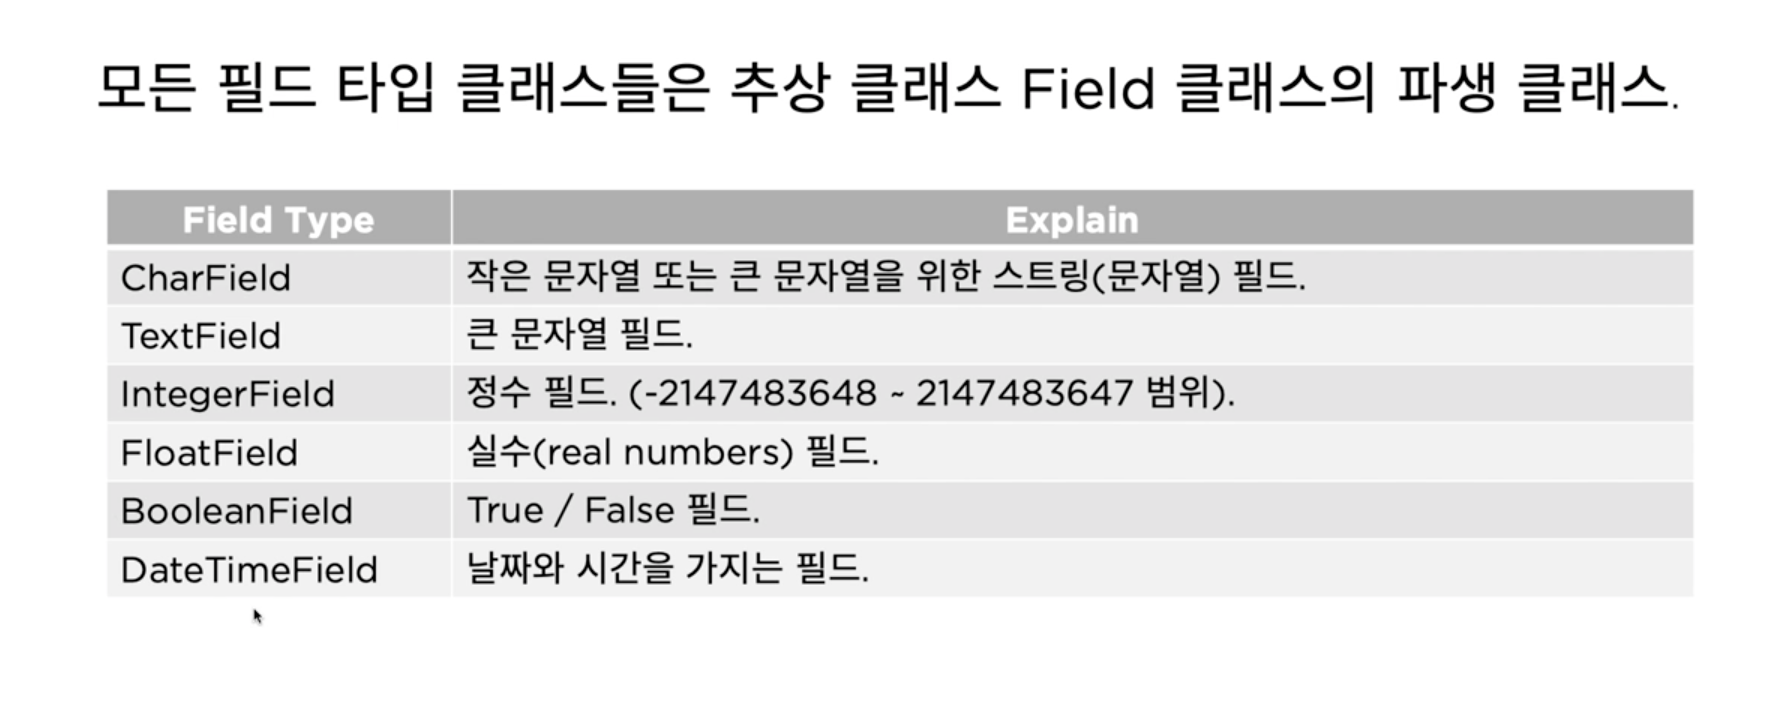 모든 필드 타입 클래스들은 추상 클래스 Field 클래스의 파생 클래스.
Field Type Explain
CharField 작은 문자열 또는 큰 문자열을 위한 스트링(문자열) 필드.
TextField 큰 문자열 필드.
IntegerField 정수 필드. (-2147483648 ~ 2147483647 범위).
FloatField 실수(real numbers) 필드.
BooleanField True / False 필드.
DateTimeField 날짜와 시간을 가지는 필드.